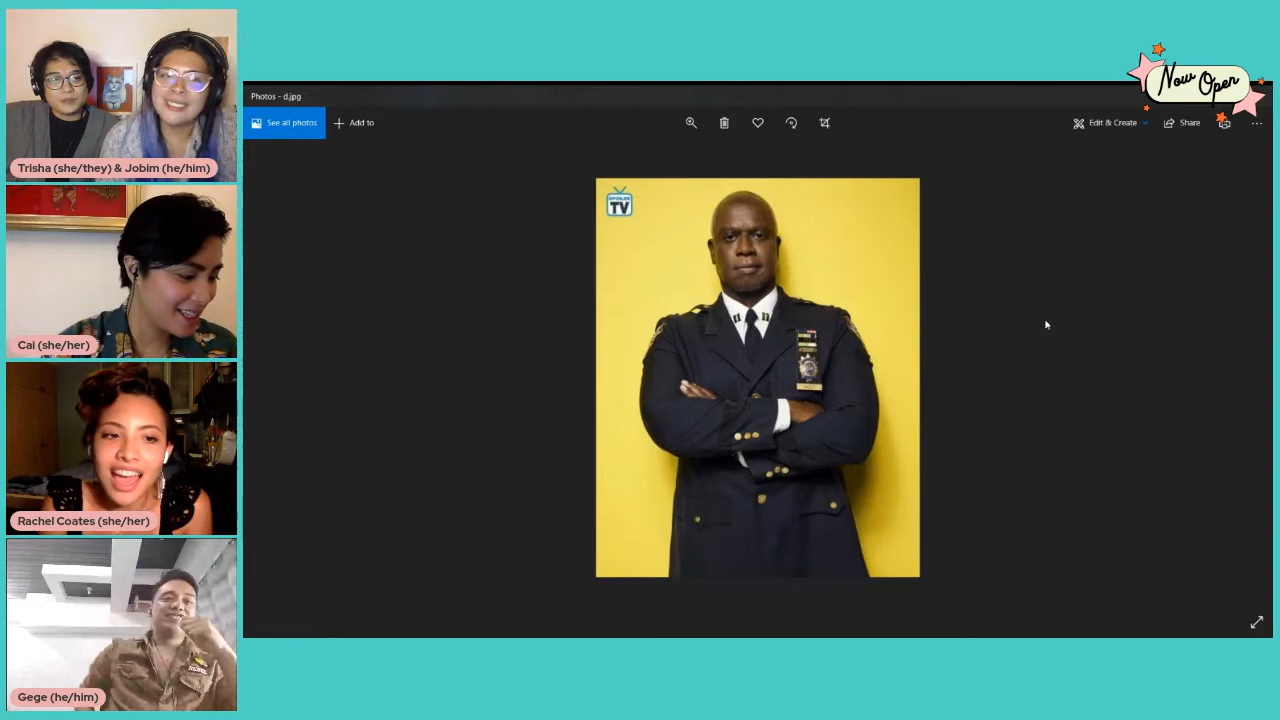 Now Open
Photos - d.jpg
See all photos
Add to
Edit & Create
Share
SPOILER
TV
Trisha (she/they) & Jobim (he/him)
Cai (she/her)
Rachel Coates (she/her)
Gege (he/him)